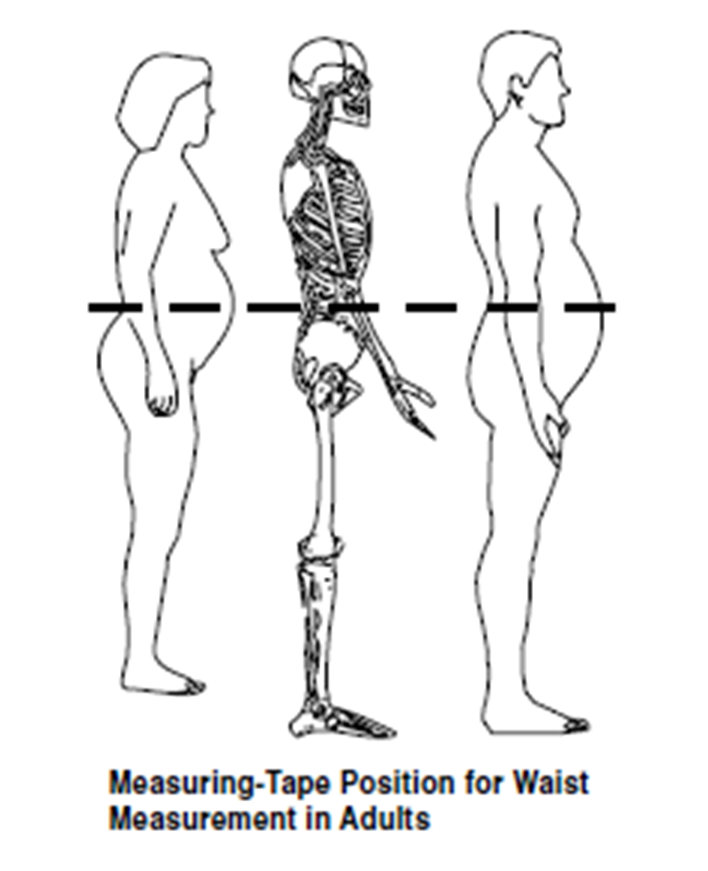 Measuring-Tape Position for Waist
Measurement in Adults